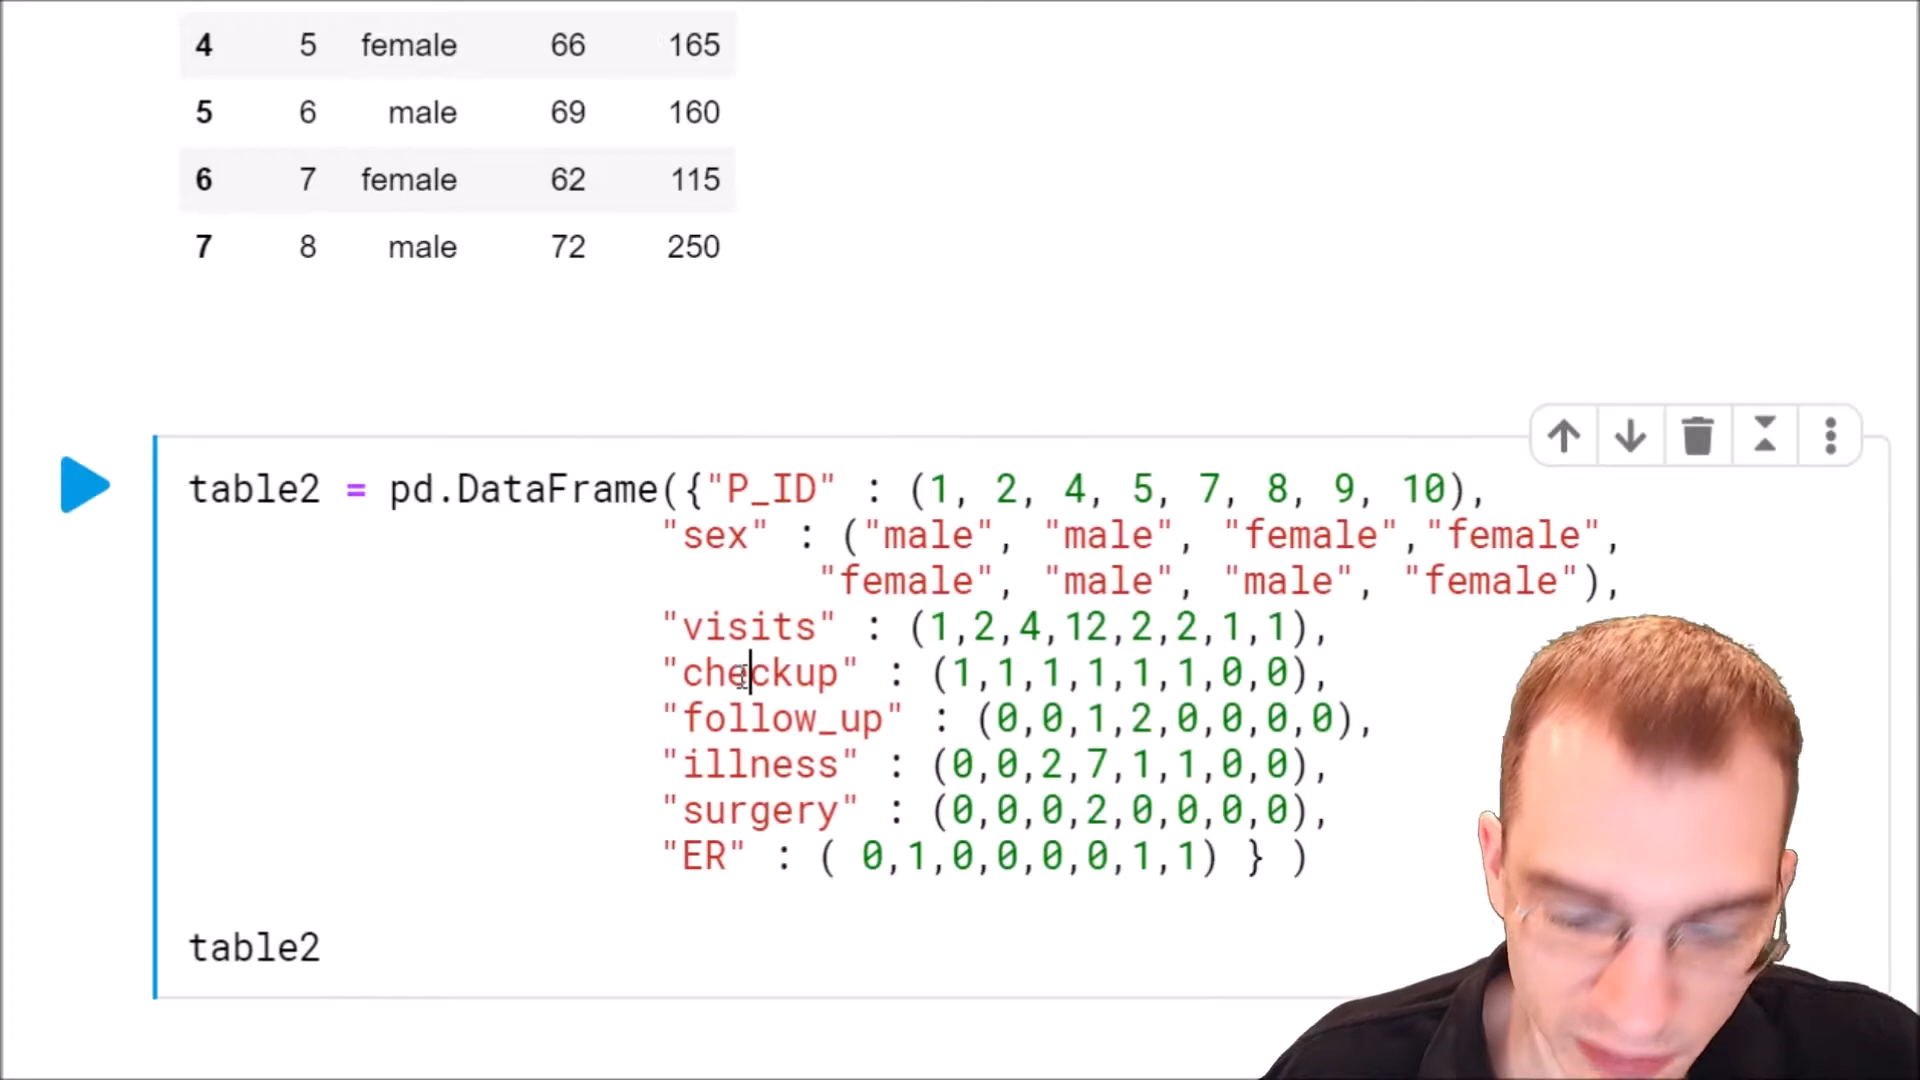 4 5 female 66 165
5 6 male 69 160
6 7 female 62 115
7 8 male 72 250
table2 = pd.DataFrame({"P_ID" : (1, 2, 4, 5, 7, 8, 9, 10),
"sex" : ("male", "male", "female","female",
"female", "male", "male", "female"),
"visits" : (1,2,4,12,2,2,1,1),
"checkup" : (1,1,1,1,1,1,0,0),
"follow_up" : (0,0,1,2,0,0,0,0),
"illness" : (0,0,2,7,1,1,0,0),
"surgery" : (0,0,0,2,0,0,0,0),
"ER" : ( 0,1,0,0,0,0,1,1) } )
table2